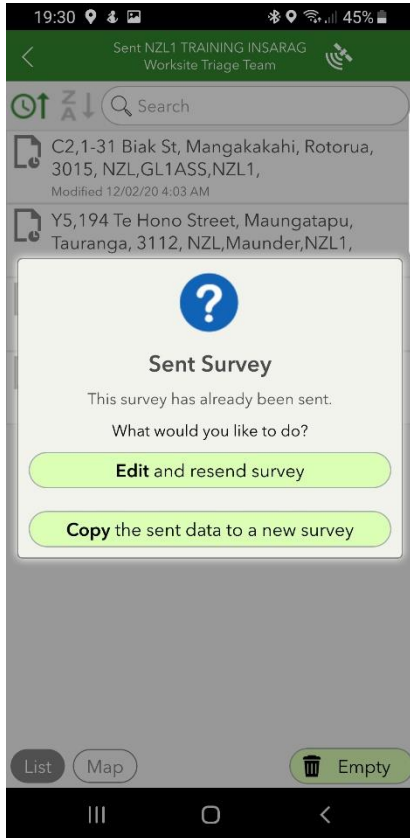 19:30
45%
Sent NZL1 TRAINING INSARAG
Worksite Triage Team
Z
A
Search
C2,1-31 Biak St, Mangakakahi, Rotorua,
3015, NZL,GL1ASS,NZL1,
Modified 12/02/20 4:03 AM
Y5,194 Te Hono Street, Maungatapu,
Tauranga, 3112, NZL,Maunder,NZL1,
?
Sent Survey
This survey has already been sent.
What would you like to do?
Edit and resend survey
Copy the sent data to a new survey
List
Map
Empty